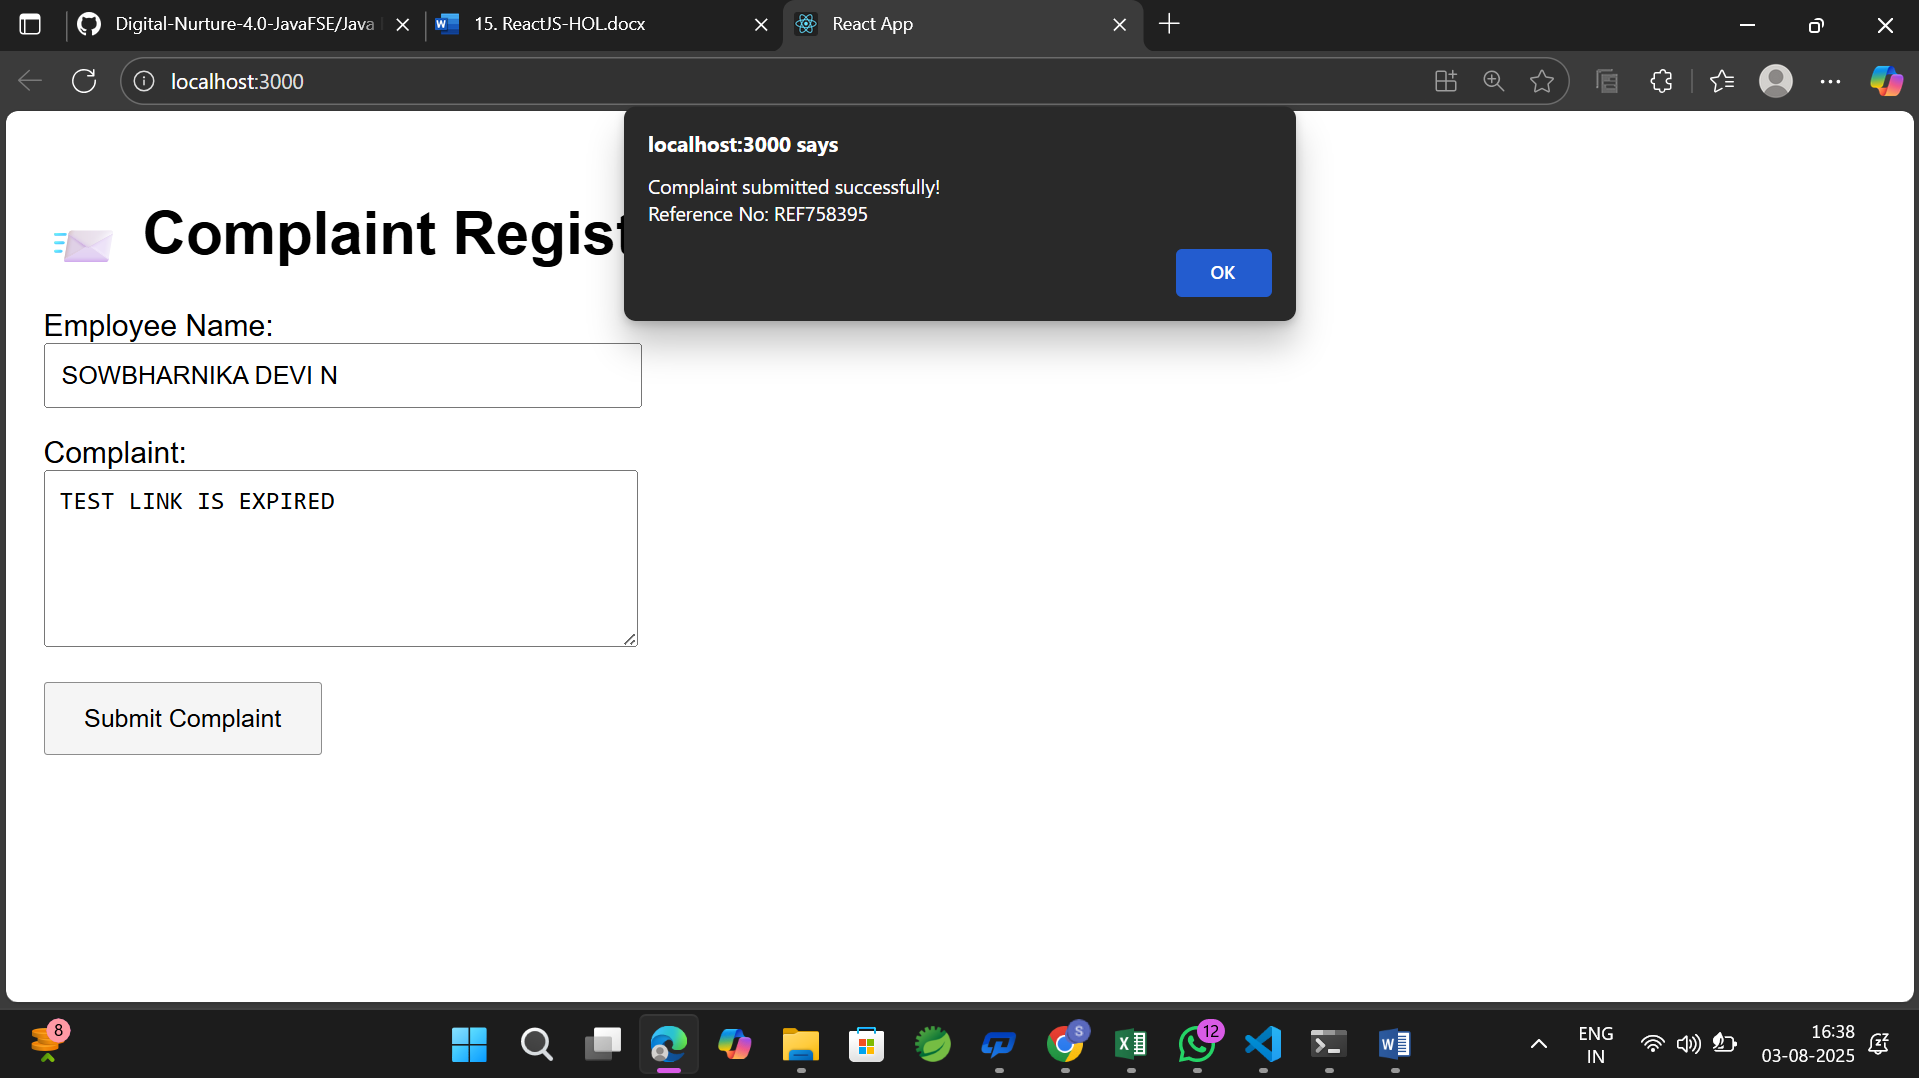 Digital-Nurture-4.0-JavaFSE/Java
15. ReactJS-HOL.docx
React App
localhost:3000
localhost:3000 says
Complaint submitted successfully!
Reference No: REF758395
OK
Complaint Regist
Employee Name:
SOWBHARNIKA DEVI N
Complaint:
TEST LINK IS EXPIRED
Submit Complaint
8
S
12
ENG
IN
16:38
03-08-2025